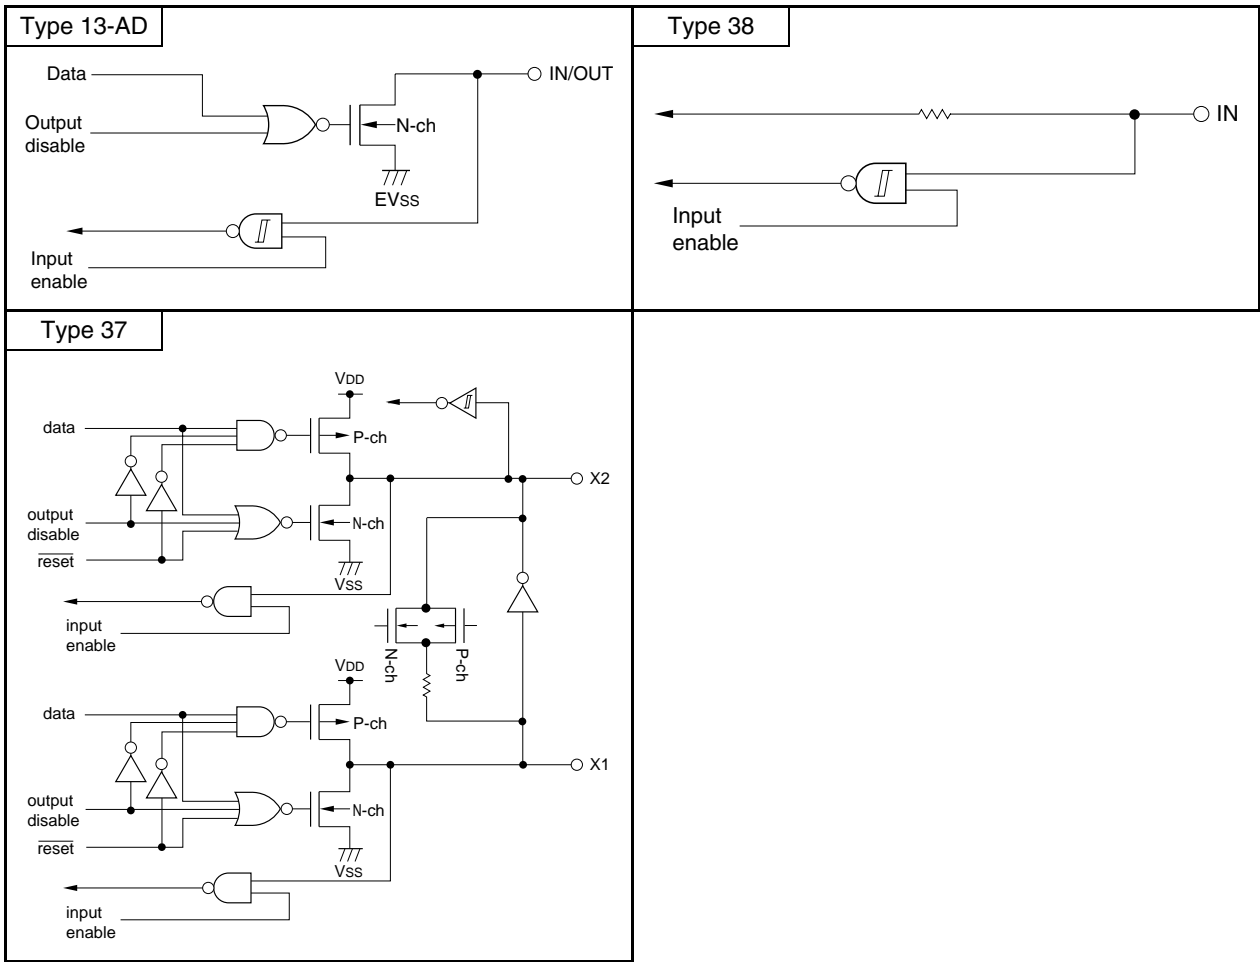 Type 13-AD
Data
Output
disable
N-ch
IN/OUT
EVSS
Input
enable
Type 38
IN
Input
enable
Type 37
VDD
data
P-ch
X2
output
disable
N-ch
reset
VSS
input
enable
N-ch
P-ch
VDD
data
P-ch
X1
output
disable
N-ch
reset
VSS
input
enable